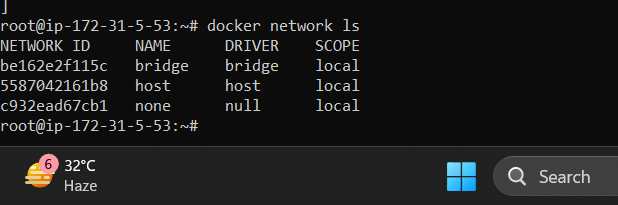 ]
root@ip-172-31-5-53:~# docker network ls
NETWORK ID     NAME      DRIVER    SCOPE
be162e2f115c   bridge    bridge    local
5587042161b8   host      host      local
c932ead67cb1   none      null      local
root@ip-172-31-5-53:~#
6
32°C
Haze
Search